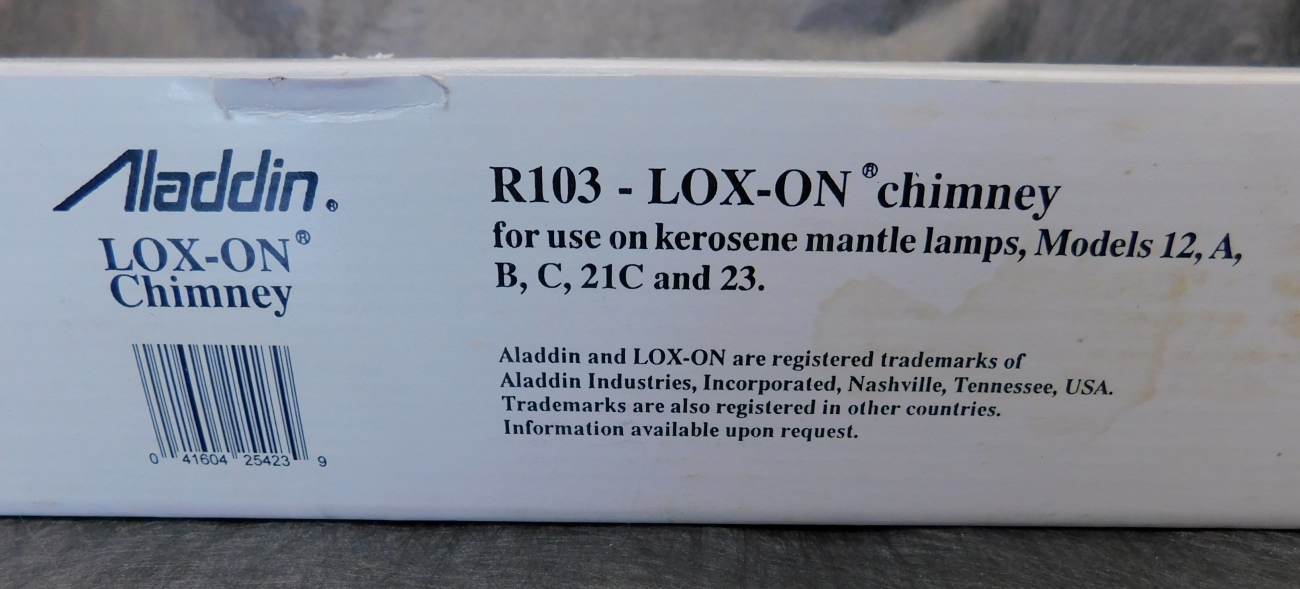 Aladdin®
LOX-ON®
Chimney
0 41604 25423 9
R103 - LOX-ON® chimney
for use on kerosene mantle lamps, Models 12, A,
B, C, 21C and 23.
Aladdin and LOX-ON are registered trademarks of
Aladdin Industries, Incorporated, Nashville, Tennessee, USA.
Trademarks are also registered in other countries.
Information available upon request.